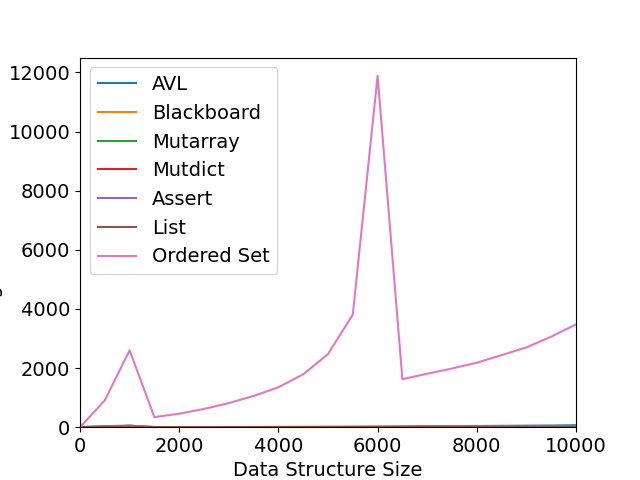 12000
10000
8000
6000
4000
2000
0
AVL
Blackboard
Mutarray
Mutdict
Assert
List
Ordered Set
0 2000 4000 6000 8000 10000
Data Structure Size